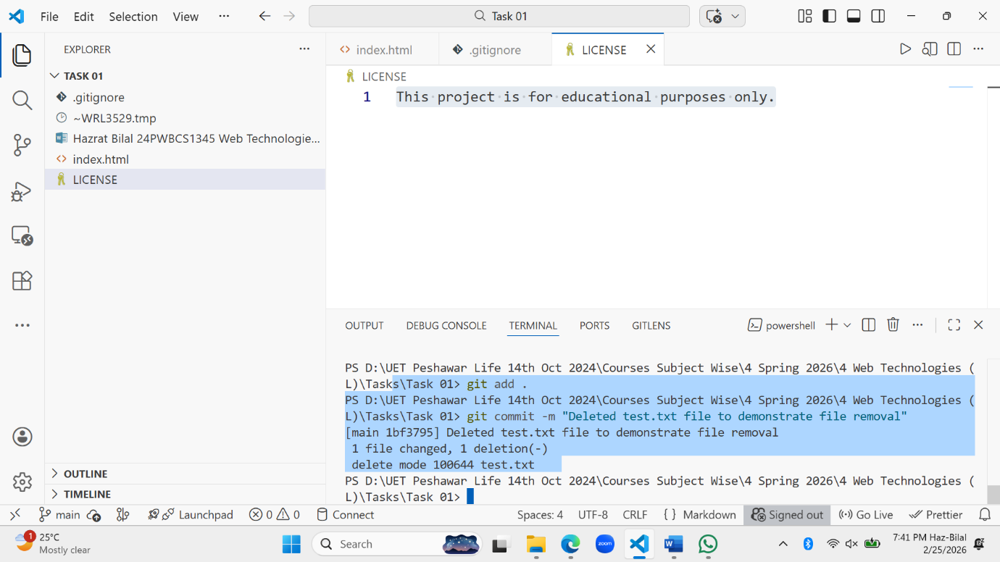 File Edit Selection View ··· Task 01
EXPLORER ···
TASK 01
.gitignore
~WRL3529.tmp
Hazrat Bilal 24PWBCS1345 Web Technologie...
index.html
LICENSE
OUTLINE
TIMELINE
index.html .gitignore LICENSE
LICENSE
1 This project is for educational purposes only.
OUTPUT DEBUG CONSOLE TERMINAL PORTS GITLENS powershell
PS D:\UET Peshawar Life 14th Oct 2024\Courses Subject Wise\4 Spring 2026\4 Web Technologies (
L)\Tasks\Task 01> git add .
PS D:\UET Peshawar Life 14th Oct 2024\Courses Subject Wise\4 Spring 2026\4 Web Technologies (
L)\Tasks\Task 01> git commit -m "Deleted test.txt file to demonstrate file removal"
[main 1bf3795] Deleted test.txt file to demonstrate file removal
1 file changed, 1 deletion(-)
delete mode 100644 test.txt
PS D:\UET Peshawar Life 14th Oct 2024\Courses Subject Wise\4 Spring 2026\4 Web Technologies (
L)\Tasks\Task 01>
main Launchpad 0 0 Connect Spaces: 4 UTF-8 CRLF { } Markdown Signed out Go Live Prettier
1 25°C
Mostly clear
Search
zoom
7:41 PM Haz-Bilal
2/25/2026